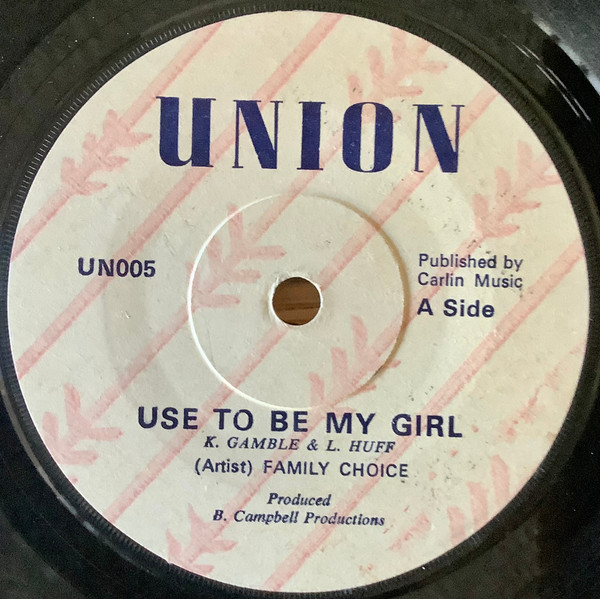 UNION
UN005
Published by
Carlin Music
A Side
USE TO BE MY GIRL
K. GAMBLE & L. HUFF
(Artist) FAMILY CHOICE
Produced
B. Campbell Productions